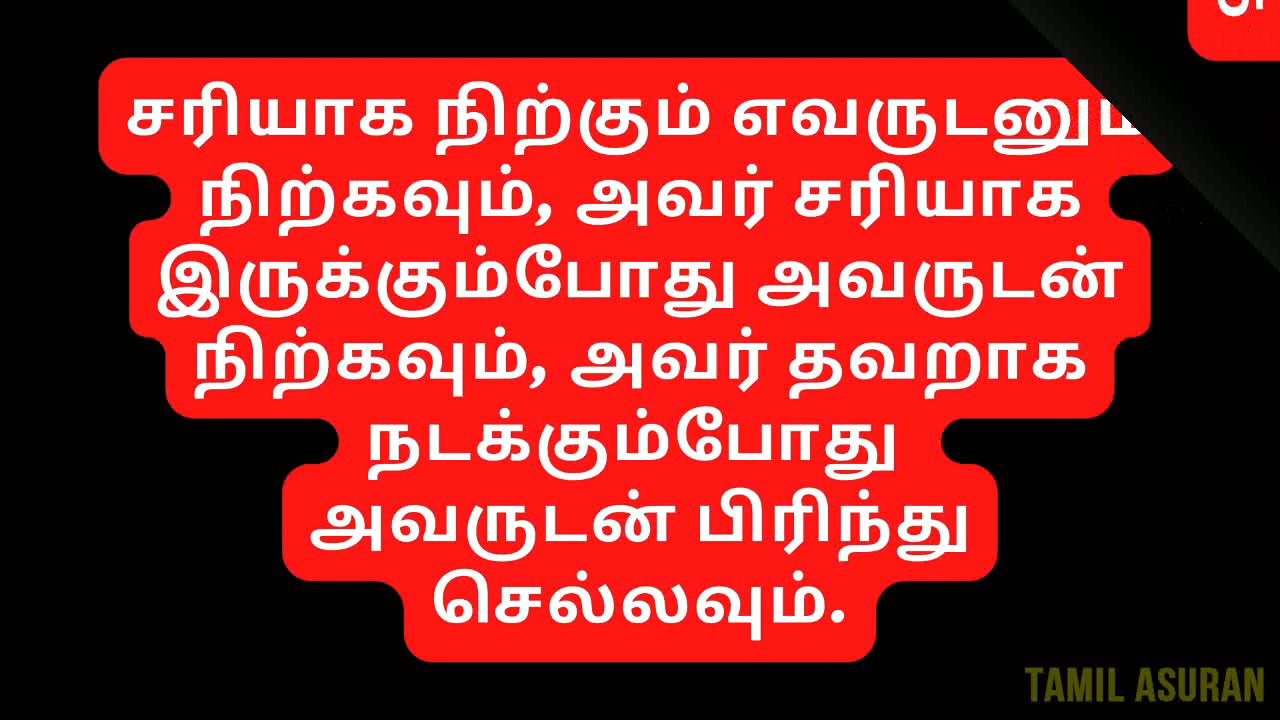 சரியாக நிற்கும் எவருடனும்
நிற்கவும், அவர் சரியாக
இருக்கும்போது அவருடன்
நிற்கவும், அவர் தவறாக
நடக்கும்போது
அவருடன் பிரிந்து
செல்லவும்.
TAMIL ASURAN